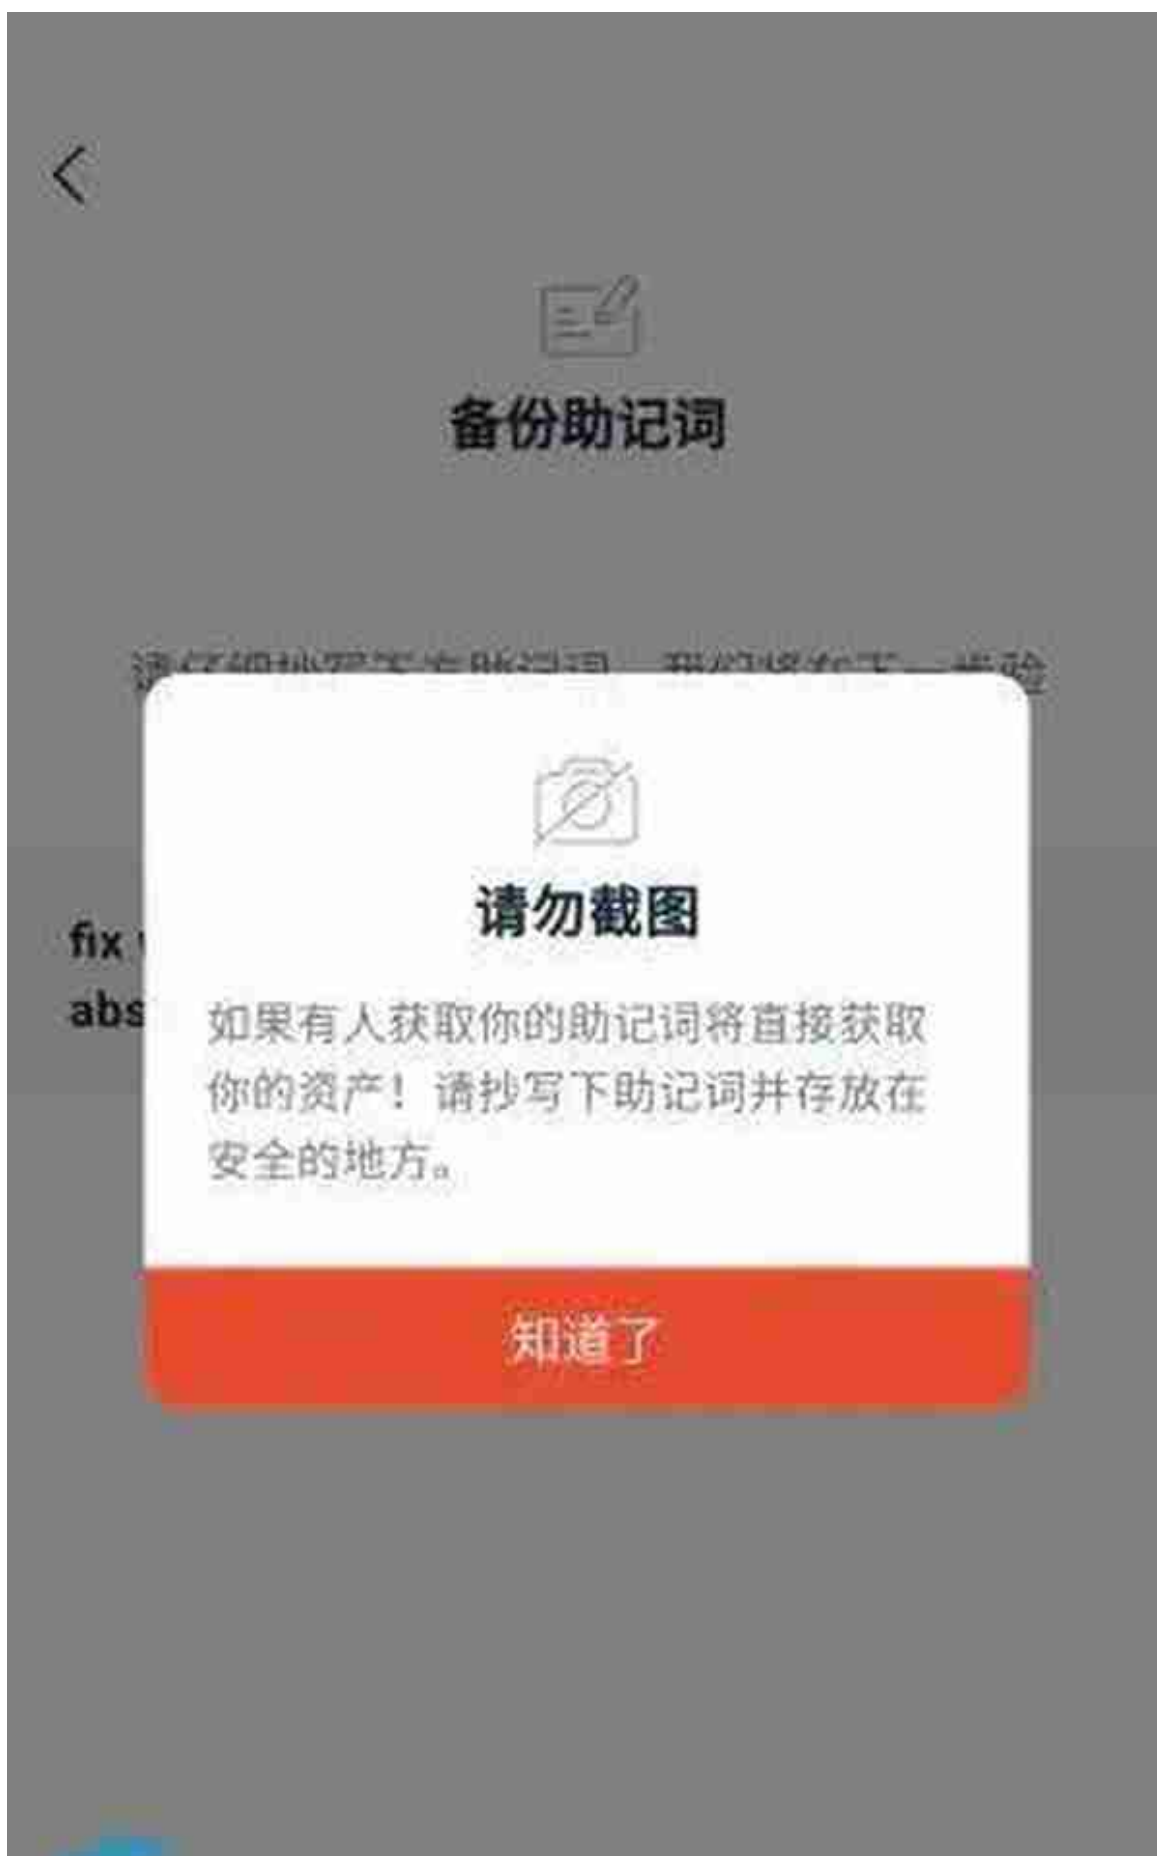 备份助记词
请勿截图
fix
abs
如果有人获取你的助记词将直接获取
你的资产！请抄写下助记词并存放在
安全的地方。
知道了